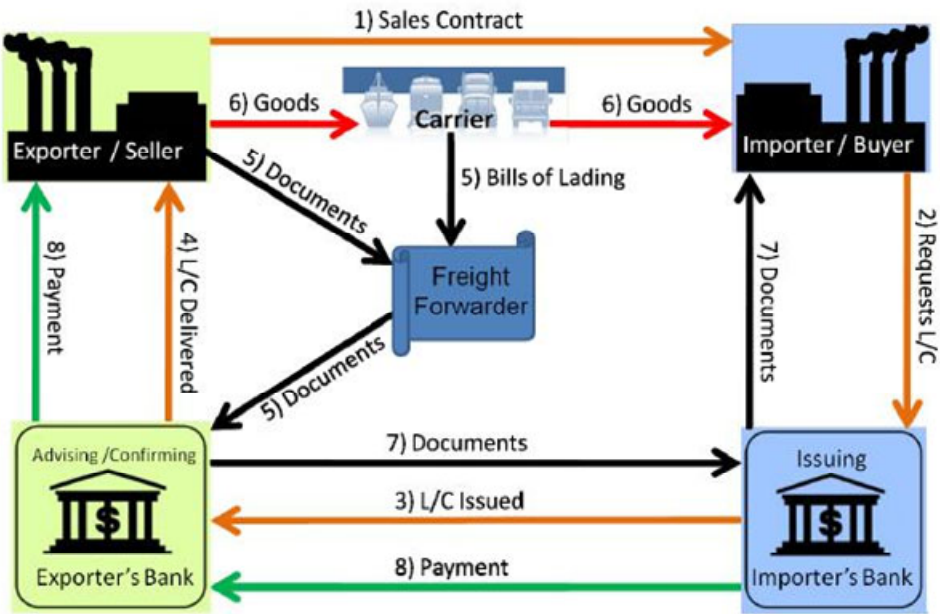 1) Sales Contract
6) Goods
Carrier
6) Goods
Exporter / Seller
Importer / Buyer
5) Documents
5) Bills of Lading
8) Payment
4) L/C Delivered
Freight
Forwarder
7) Documents
2) Requests L/C
5) Documents
Advising /Confirming
$
Exporter's Bank
7) Documents
3) L/C Issued
8) Payment
Issuing
$
Importer's Bank